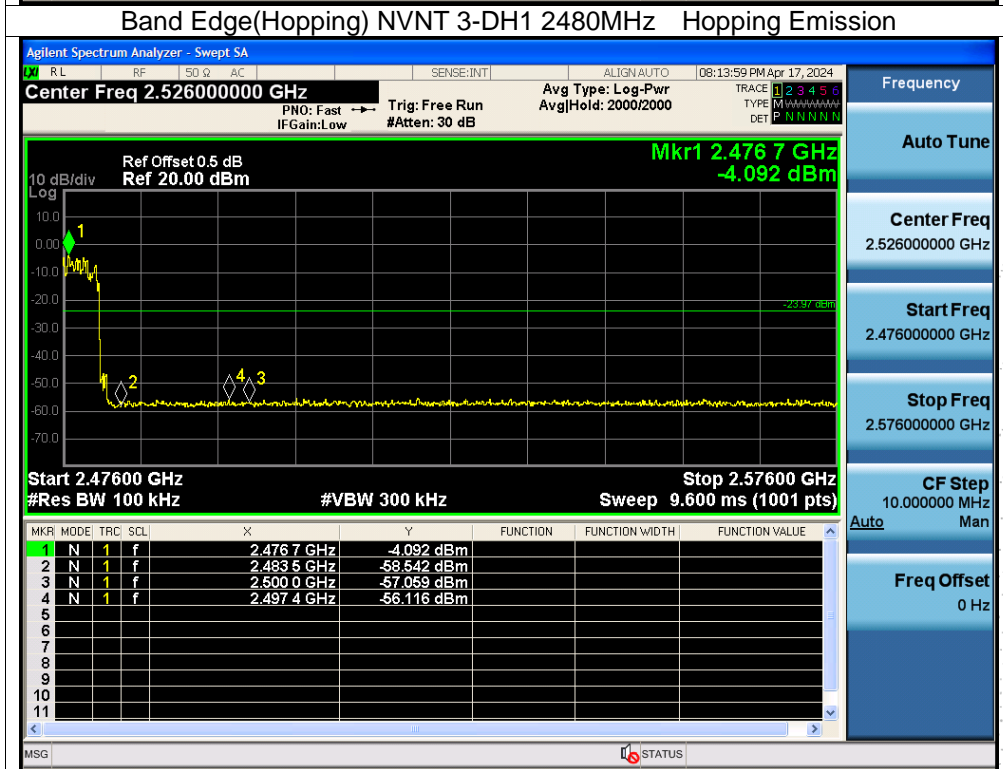 Band Edge(Hopping) NVNT 3-DH1 2480MHz Hopping Emission
Agilent Spectrum Analyzer - Swept SA
LXI RL RF 50 Ω AC SENSE:INT ALIGN AUTO 08:13:59 PM Apr 17, 2024
Center Freq 2.526000000 GHz
PNO: Fast
IFGain:Low
Trig: Free Run
#Atten: 30 dB
Avg Type: Log-Pwr
Avg|Hold: 2000/2000
TRACE 1 2 3 4 5 6
TYPE M
DET P N N N N N
Frequency
Auto Tune
Center Freq
2.526000000 GHz
Start Freq
2.476000000 GHz
Stop Freq
2.576000000 GHz
CF Step
10.000000 MHz
Auto Man
Freq Offset
0 Hz
Mkr1 2.476 7 GHz
-4.092 dBm
Ref Offset 0.5 dB
10 dB/div Ref 20.00 dBm
Log
10.0
0.00
-10.0
-20.0
-30.0
-40.0
-50.0
-60.0
-70.0
1
2
4
3
-23.97 dBm
Start 2.47600 GHz Stop 2.57600 GHz
#Res BW 100 kHz #VBW 300 kHz Sweep 9.600 ms (1001 pts)
MKR MODE TRC SCL X Y FUNCTION FUNCTION WIDTH FUNCTION VALUE
1 N 1 f 2.476 7 GHz -4.092 dBm
2 N 1 f 2.483 5 GHz -58.542 dBm
3 N 1 f 2.500 0 GHz -57.059 dBm
4 N 1 f 2.497 4 GHz -56.116 dBm
5
6
7
8
9
10
11
MSG STATUS